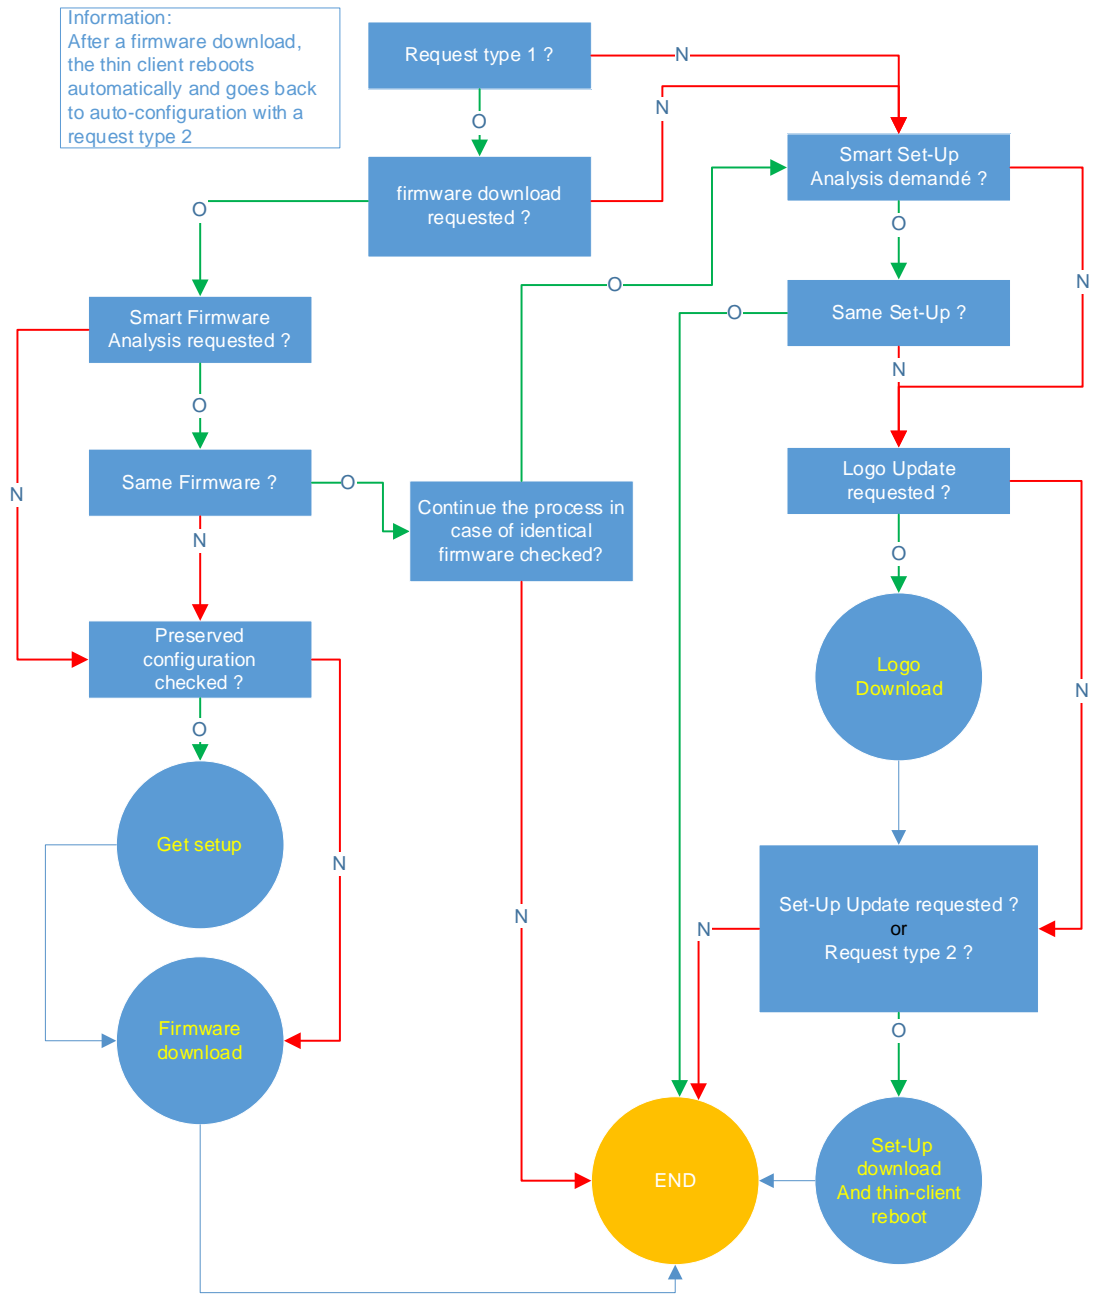 Information:
After a firmware download,
the thin client reboots
automatically and goes back
to auto-configuration with a
request type 2
Request type 1 ?
N
O
N
firmware download
requested ?
O
Smart Set-Up
Analysis demandé ?
O
N
Smart Firmware
Analysis requested ?
O
O
Same Set-Up ?
O
N
N
Same Firmware ?
O
N
Continue the process in
case of identical
firmware checked?
Logo Update
requested ?
O
N
Preserved
configuration
checked ?
O
N
Logo
Download
Get setup
N
Set-Up Update requested ?
or
Request type 2 ?
N
O
Firmware
download
END
Set-Up
download
And thin-client
reboot